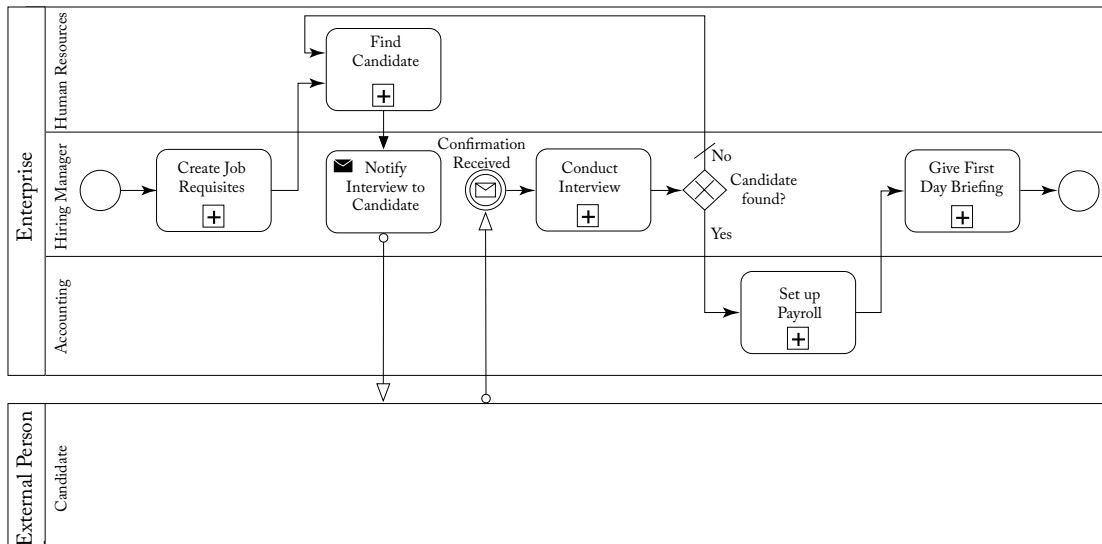 Enterprise
Human Resources
Find
Candidate
Hiring Manager
Create Job
Requisites
Notify
Interview to
Candidate
Confirmation
Received
Conduct
Interview
No
Candidate
found?
Yes
Give First
Day Briefing
Accounting
Set up
Payroll
External Person
Candidate